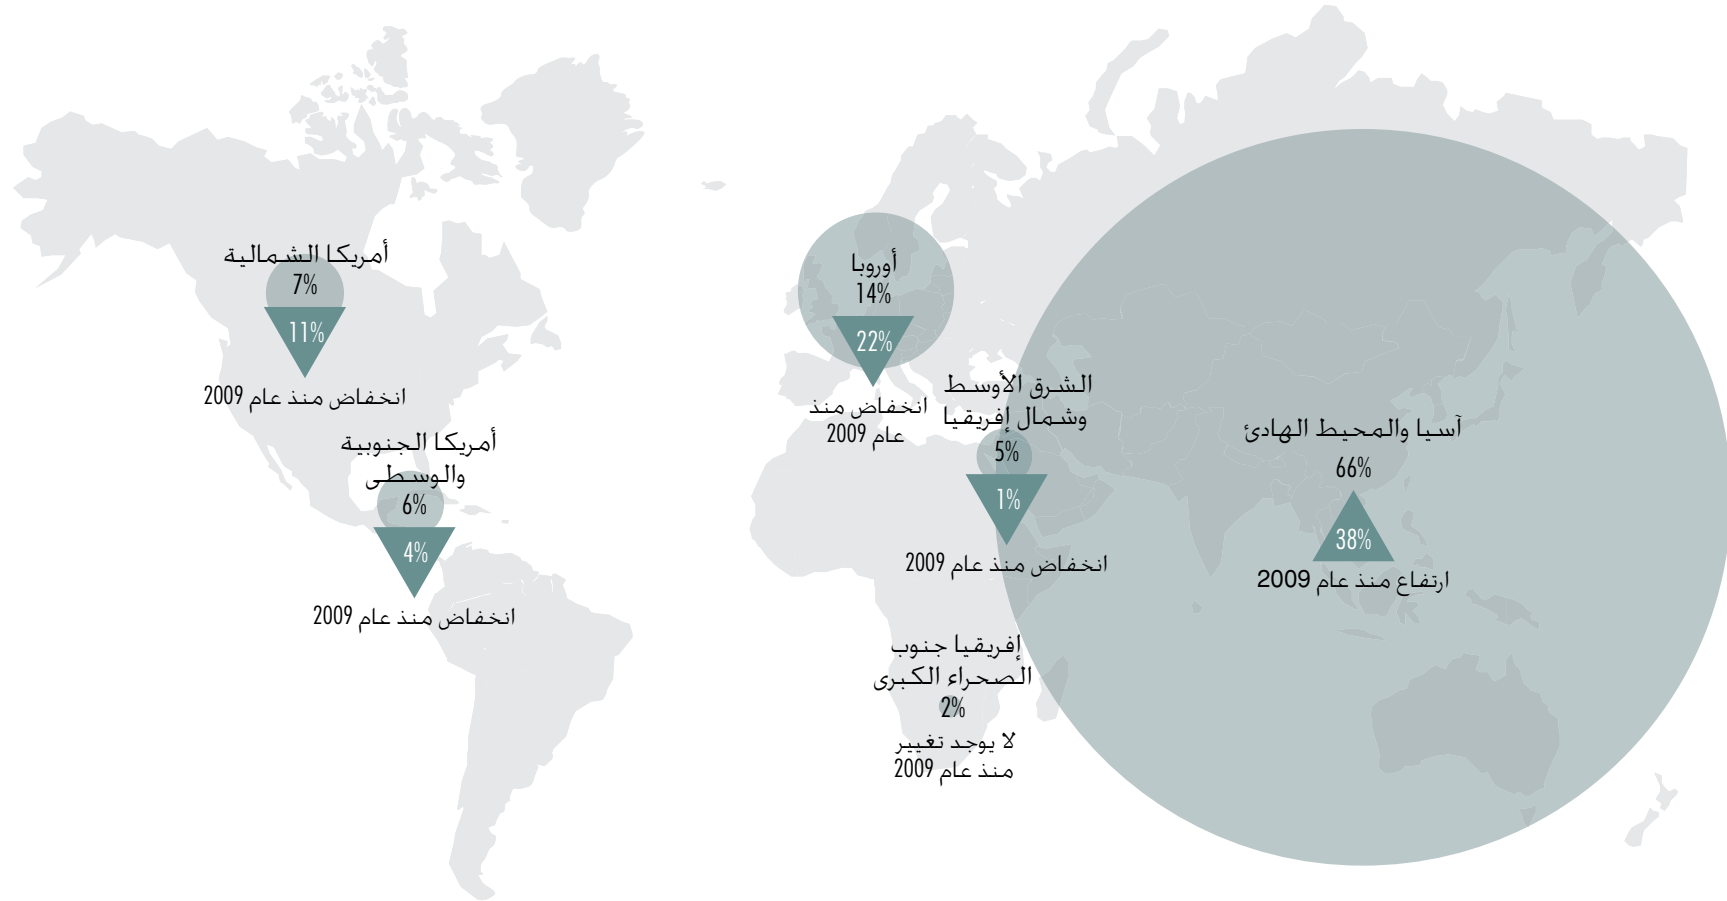 أمريكا الشمالية
7%
11%
انخفاض منذ عام 2009
أمريكا الجنوبية
والوسطى
6%
4%
انخفاض منذ عام 2009
أوروبا
14%
22%
انخفاض منذ
عام 2009
الشرق الأوسط
وشمال إفريقيا
5%
1%
انخفاض منذ عام 2009
إفريقيا جنوب
الصحراء الكبرى
2%
لا يوجد تغيير
منذ عام 2009
آسيا والمحيط الهادئ
66%
38%
ارتفاع منذ عام 2009